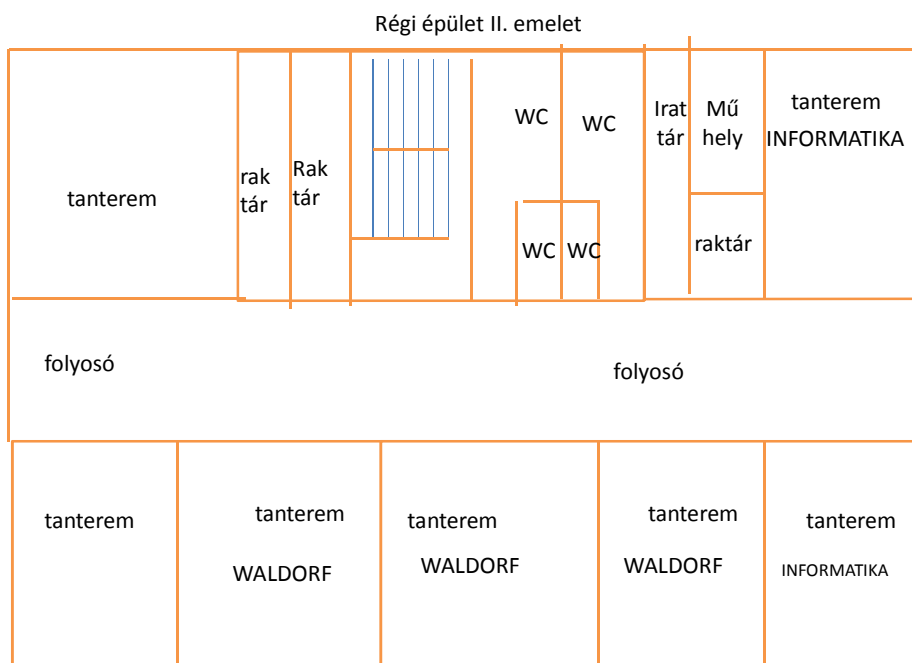 Régi épület II. emelet
tanterem
rak
tár
Rak
tár
WC
WC
WC
WC
Irat
tár
Mű
hely
raktár
tanterem
INFORMATIKA
folyosó
folyosó
tanterem
tanterem
WALDORF
tanterem
WALDORF
tanterem
WALDORF
tanterem
INFORMATIKA